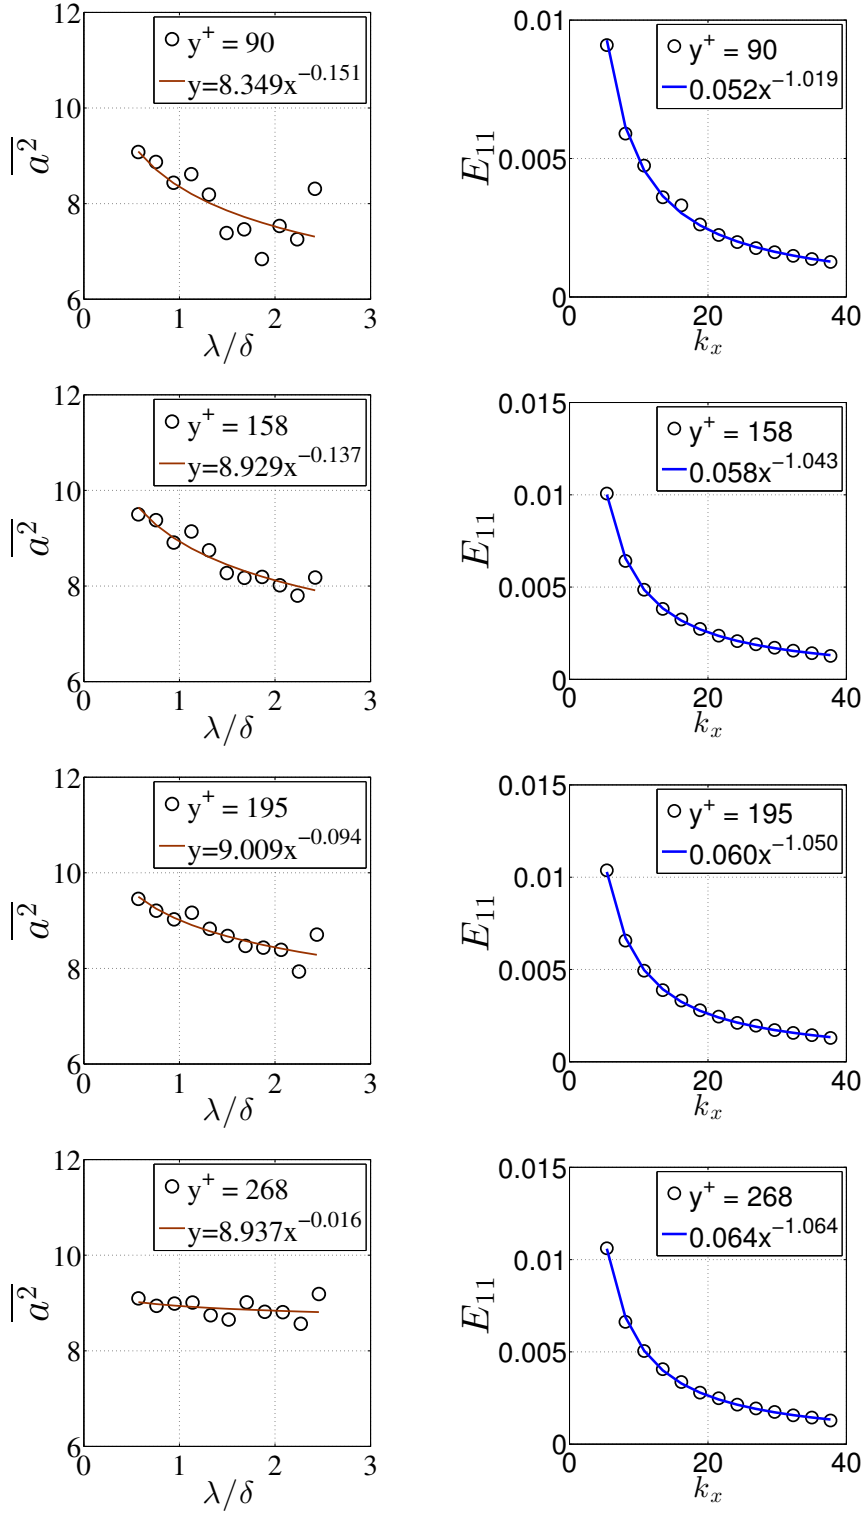 12
10
8
6
0
1
2
3
a²
λ/δ
y⁺ = 90
y=8.349x⁻⁰·¹⁵¹
0.01
0.005
0
0
20
40
E₁₁
kₓ
y⁺ = 90
0.052x⁻¹·⁰¹⁹
12
10
8
6
0
1
2
3
a²
λ/δ
y⁺ = 158
y=8.929x⁻⁰·¹³⁷
0.015
0.01
0.005
0
0
20
40
E₁₁
kₓ
y⁺ = 158
0.058x⁻¹·⁰⁴³
12
10
8
6
0
1
2
3
a²
λ/δ
y⁺ = 195
y=9.009x⁻⁰·⁰⁹⁴
0.015
0.01
0.005
0
0
20
40
E₁₁
kₓ
y⁺ = 195
0.060x⁻¹·⁰⁵⁰
12
10
8
6
0
1
2
3
a²
λ/δ
y⁺ = 268
y=8.937x⁻⁰·⁰¹⁶
0.015
0.01
0.005
0
0
20
40
E₁₁
kₓ
y⁺ = 268
0.064x⁻¹·⁰⁶⁴